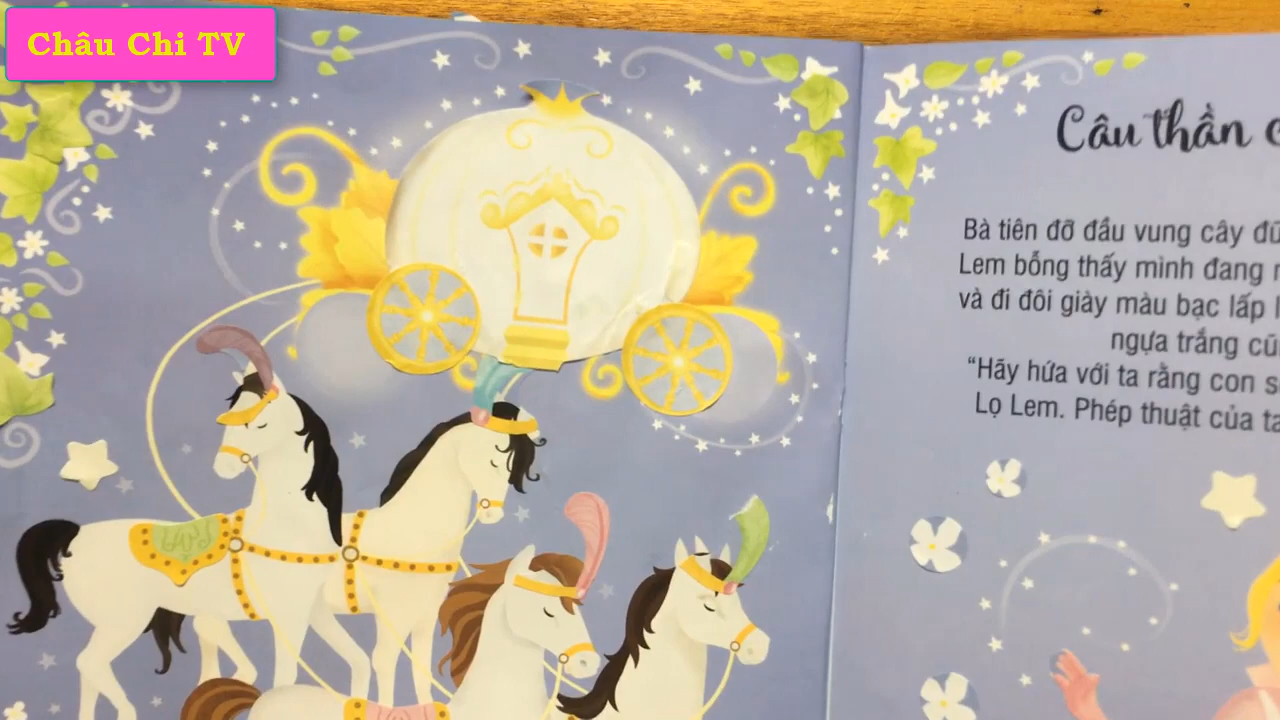 Châu Chi TV
Câu thần
Bà tiên đỡ đầu vung cây
Lem bỗng thấy mình đang
và đi đôi giày màu bạc lấp
ngựa trắng
“Hãy hứa với ta rằng con
Lọ Lem. Phép thuật của